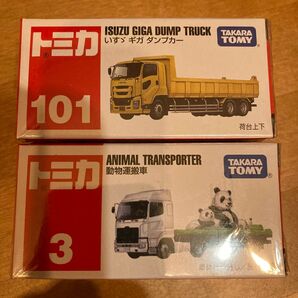 トミカ
101
ISUZU GIGA DUMP TRUCK
いすゞ ギガ ダンプカー
TAKARA
TOMY
荷台上下
トミカ
3
ANIMAL TRANSPORTER
動物運搬車
TAKARA
TOMY